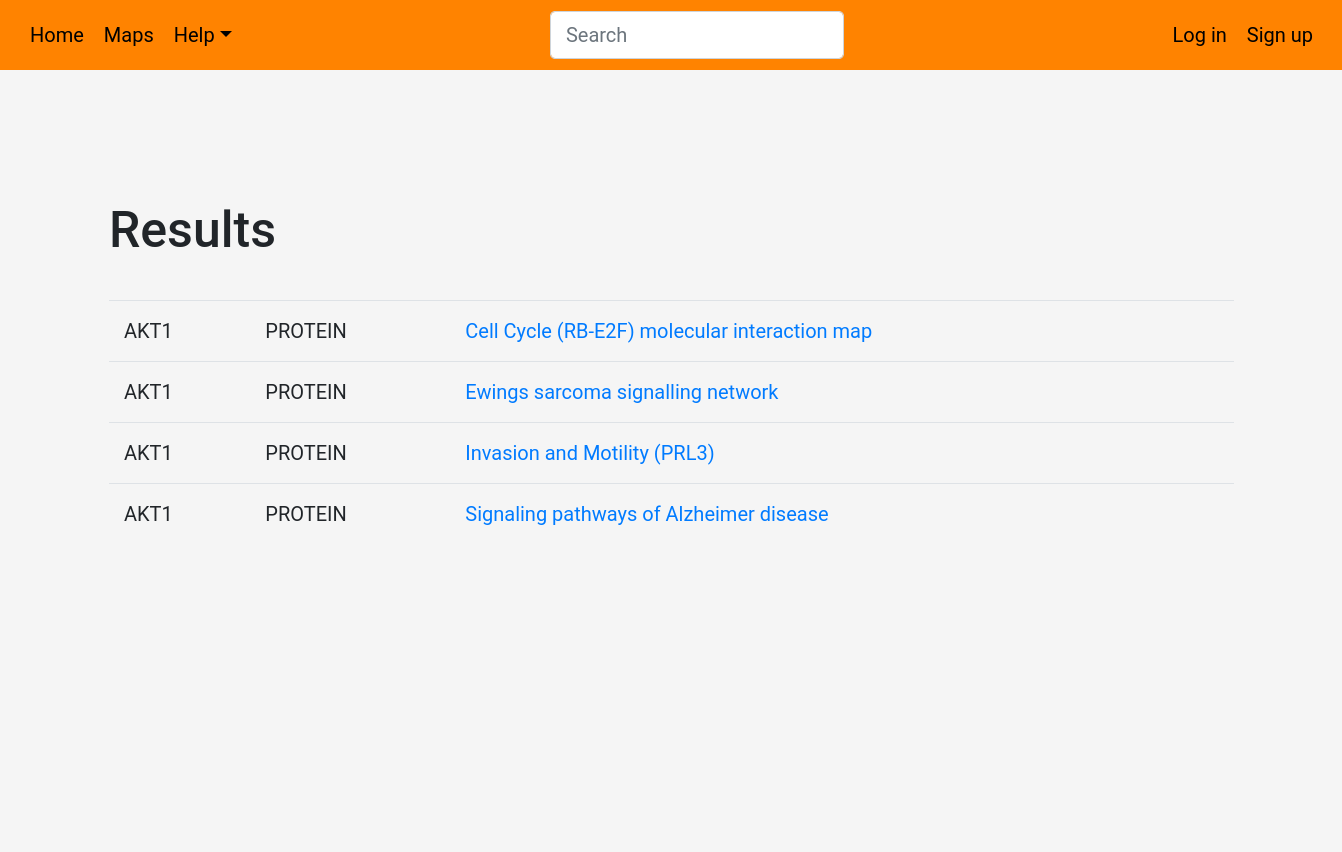 Home Maps Help Search Log in Sign up
Results
AKT1 PROTEIN Cell Cycle (RB-E2F) molecular interaction map
AKT1 PROTEIN Ewings sarcoma signalling network
AKT1 PROTEIN Invasion and Motility (PRL3)
AKT1 PROTEIN Signaling pathways of Alzheimer disease